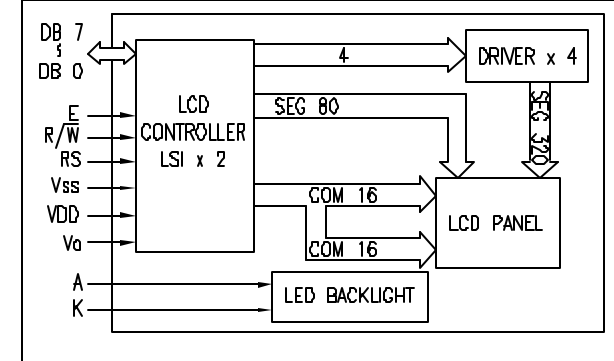 DB 7
DB 0
E
R/W̅
RS
Vss
VDD
Vo
A
K
LCD
CONTROLLER
LSI x 2
4
DRIVER x 4
SEG 80
SEG 320
COM 16
COM 16
LCD PANEL
LED BACKLIGHT